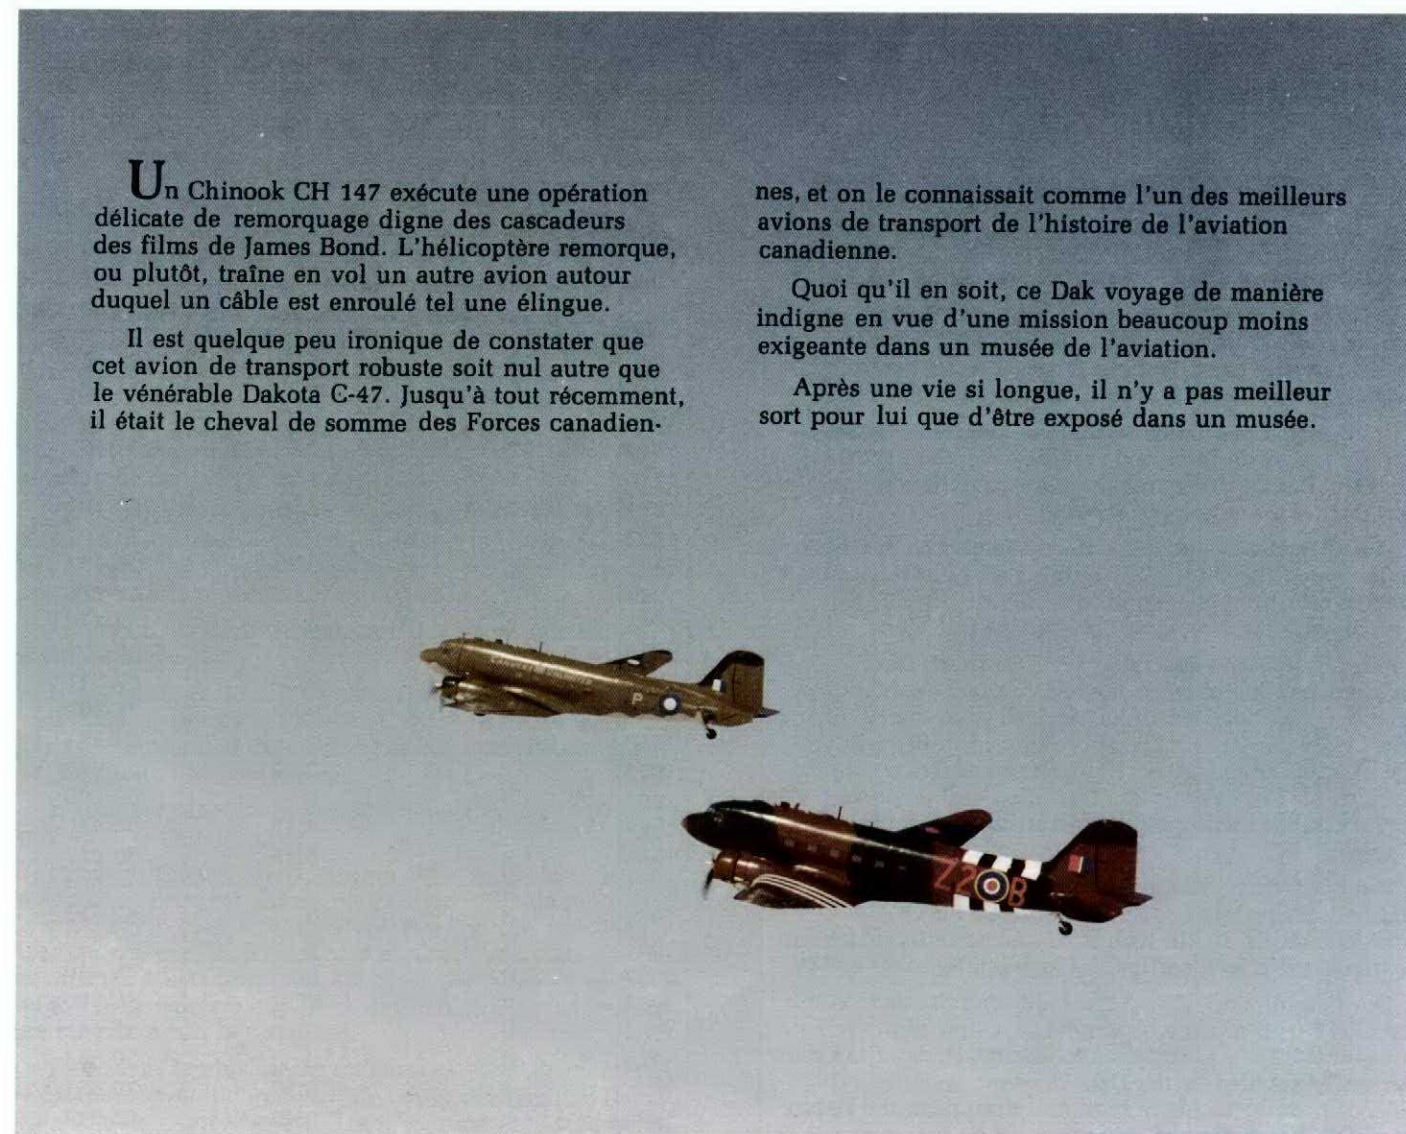 Un Chinook CH 147 exécute une opération
délicate de remorquage digne des cascadeurs
des films de James Bond. L'hélicoptère remorque,
ou plutôt, traîne en vol un autre avion autour
duquel un câble est enroulé tel une élingue.
Il est quelque peu ironique de constater que
cet avion de transport robuste soit nul autre que
le vénérable Dakota C-47. Jusqu'à tout récemment,
il était le cheval de somme des Forces canadien-
nes, et on le connaissait comme l'un des meilleurs
avions de transport de l'histoire de l'aviation
canadienne.
Quoi qu'il en soit, ce Dak voyage de manière
indigne en vue d'une mission beaucoup moins
exigeante dans un musée de l'aviation.
Après une vie si longue, il n'y a pas meilleur
sort pour lui que d'être exposé dans un musée.
P
Z2 B